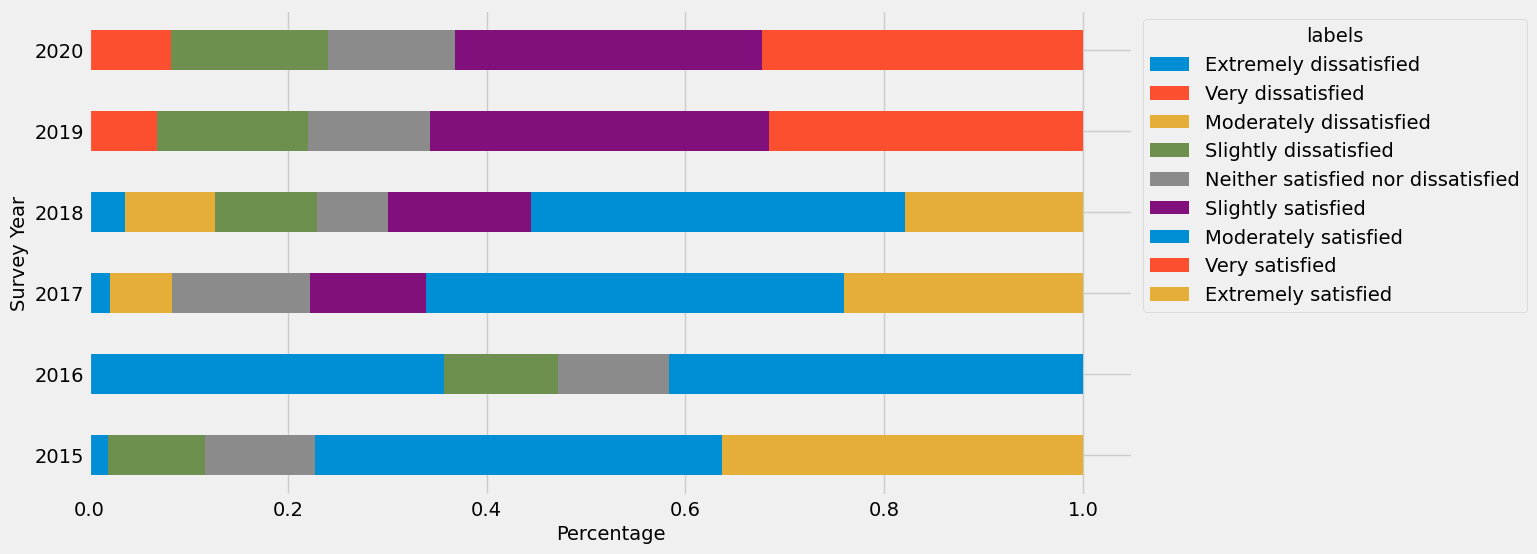 2020
2019
2018
2017
2016
2015
Survey Year
0.0 0.2 0.4 0.6 0.8 1.0
Percentage
labels
Extremely dissatisfied
Very dissatisfied
Moderately dissatisfied
Slightly dissatisfied
Neither satisfied nor dissatisfied
Slightly satisfied
Moderately satisfied
Very satisfied
Extremely satisfied